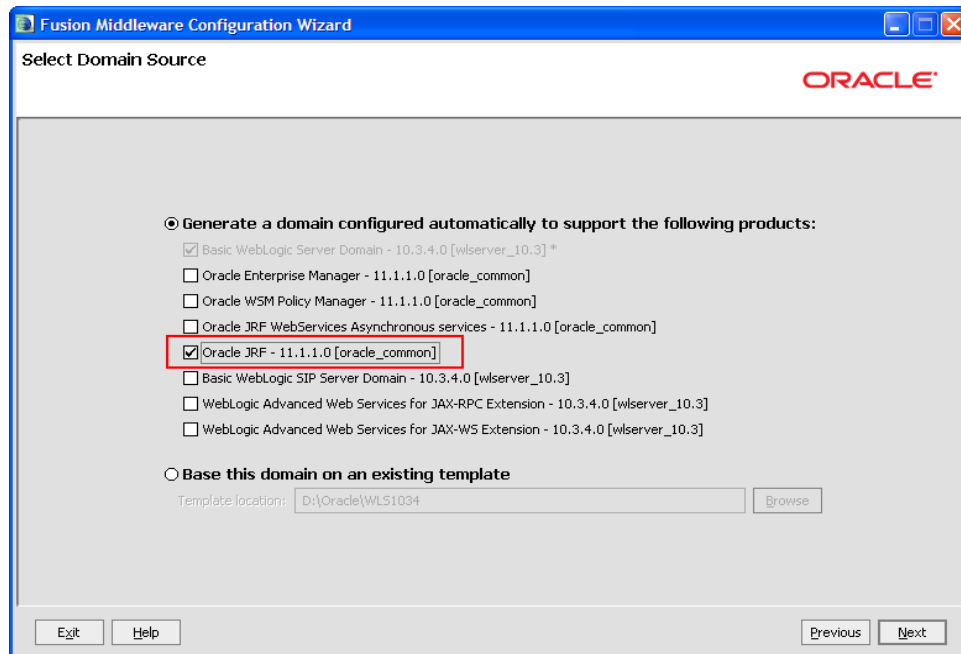 Fusion Middleware Configuration Wizard
Select Domain Source
ORACLE
Generate a domain configured automatically to support the following products:
Basic WebLogic Server Domain - 10.3.4.0 [wlserver_10.3] *
Oracle Enterprise Manager - 11.1.1.0 [oracle_common]
Oracle WSM Policy Manager - 11.1.1.0 [oracle_common]
Oracle JRF WebServices Asynchronous services - 11.1.1.0 [oracle_common]
Oracle JRF - 11.1.1.0 [oracle_common]
Basic WebLogic SIP Server Domain - 10.3.4.0 [wlserver_10.3]
WebLogic Advanced Web Services for JAX-RPC Extension - 10.3.4.0 [wlserver_10.3]
WebLogic Advanced Web Services for JAX-WS Extension - 10.3.4.0 [wlserver_10.3]
Base this domain on an existing template
Template location: D:\Oracle\WLS1034 Browse
Exit Help Previous Next